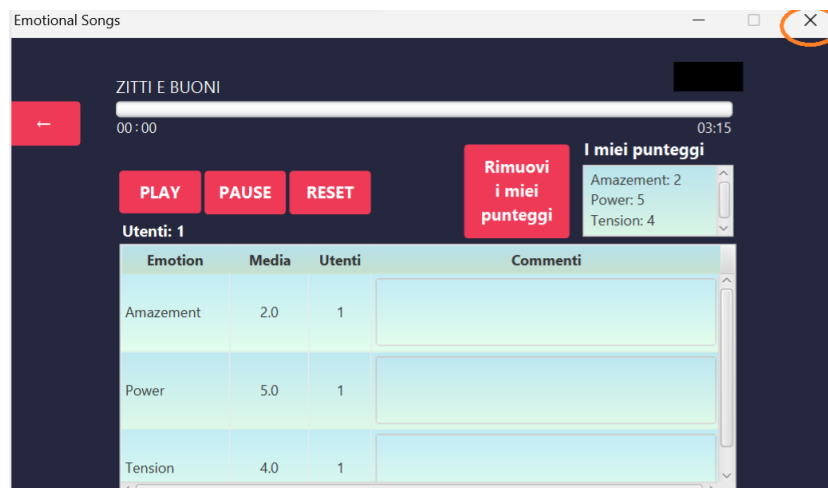 Emotional Songs
ZITTI E BUONI
00:00
03:15
PLAY
PAUSE
RESET
Rimuovi
i miei
punteggi
I miei punteggi
Amazement: 2
Power: 5
Tension: 4
Utenti: 1
Emotion Media Utenti Commenti
Amazement 2.0 1
Power 5.0 1
Tension 4.0 1